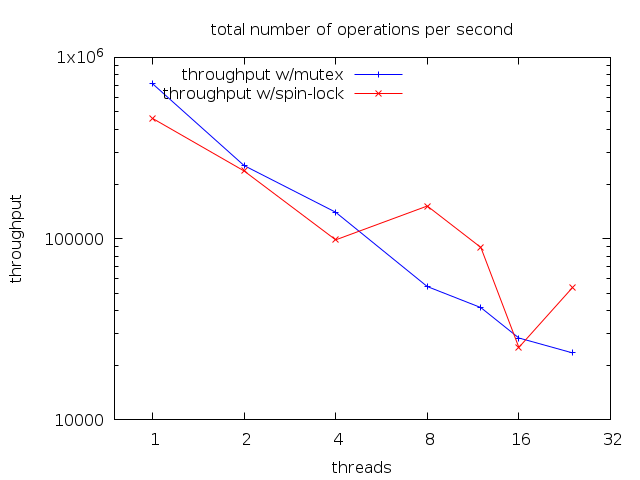 total number of operations per second
throughput w/mutex
throughput w/spin-lock
1x10⁶
100000
10000
throughput
1 2 4 8 16 32
threads